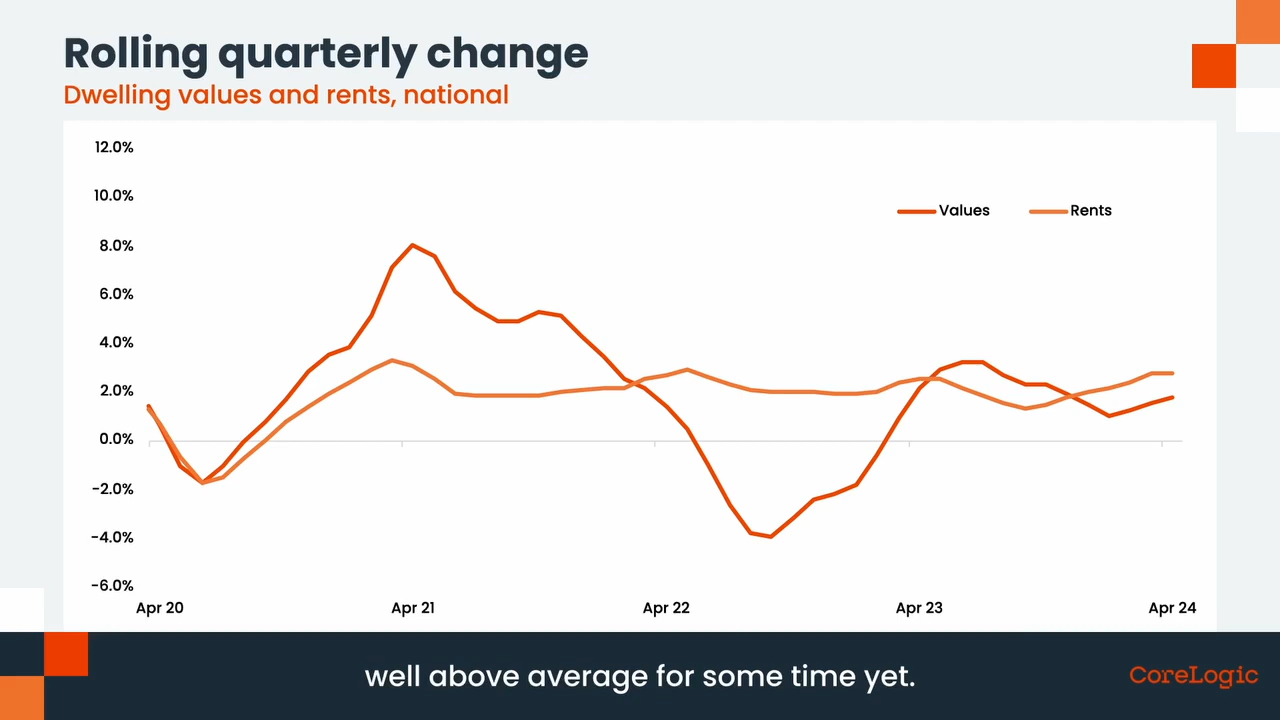 Rolling quarterly change
Dwelling values and rents, national
12.0%
10.0%
8.0%
6.0%
4.0%
2.0%
0.0%
-2.0%
-4.0%
-6.0%
Values
Rents
Apr 20
Apr 21
Apr 22
Apr 23
Apr 24
well above average for some time yet.
CoreLogic